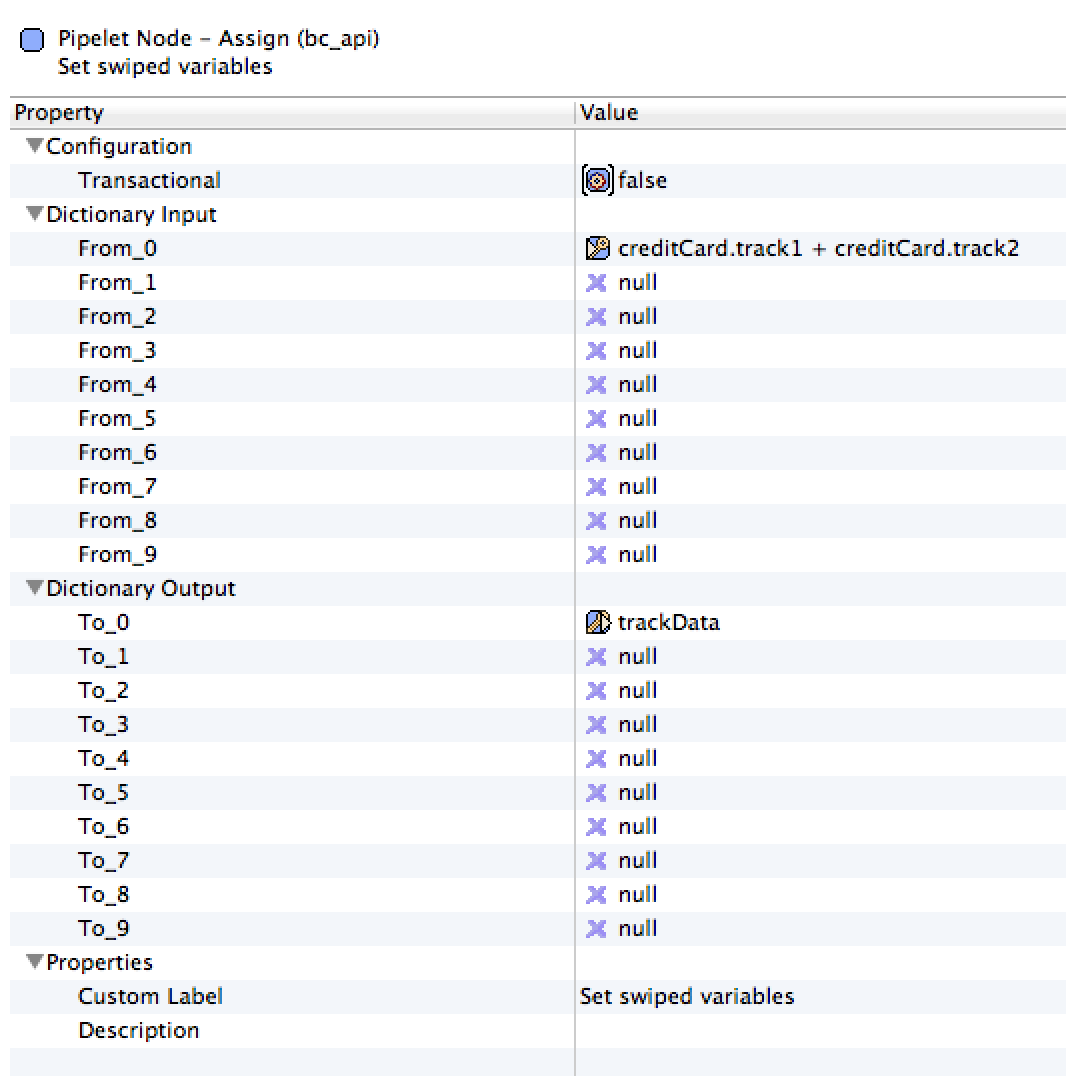 Pipelet Node – Assign (bc_api)
Set swiped variables
Property Value
Configuration
Transactional false
Dictionary Input
From_0 creditCard.track1 + creditCard.track2
From_1 null
From_2 null
From_3 null
From_4 null
From_5 null
From_6 null
From_7 null
From_8 null
From_9 null
Dictionary Output
To_0 trackData
To_1 null
To_2 null
To_3 null
To_4 null
To_5 null
To_6 null
To_7 null
To_8 null
To_9 null
Properties
Custom Label Set swiped variables
Description